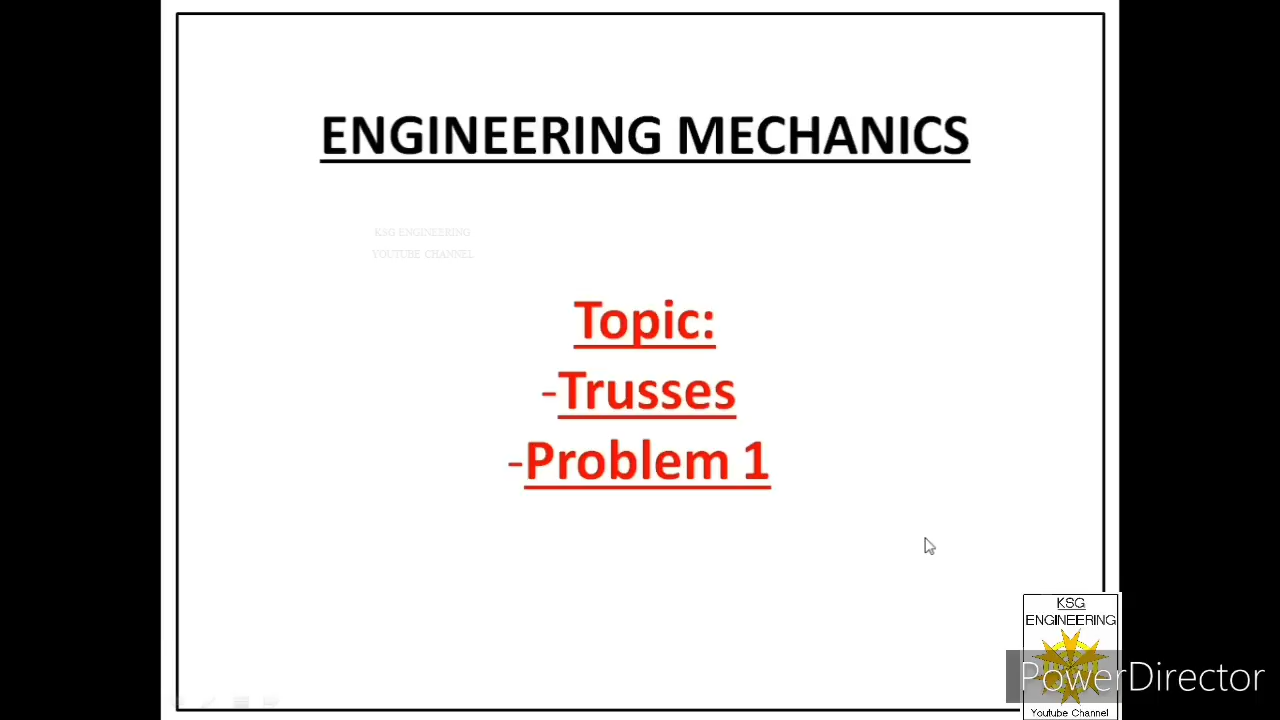 ENGINEERING MECHANICS
KSG ENGINEERING
YOUTUBE CHANNEL
Topic:
-Trusses
-Problem 1
KSG
ENGINEERING
PowerDirector
Youtube Channel